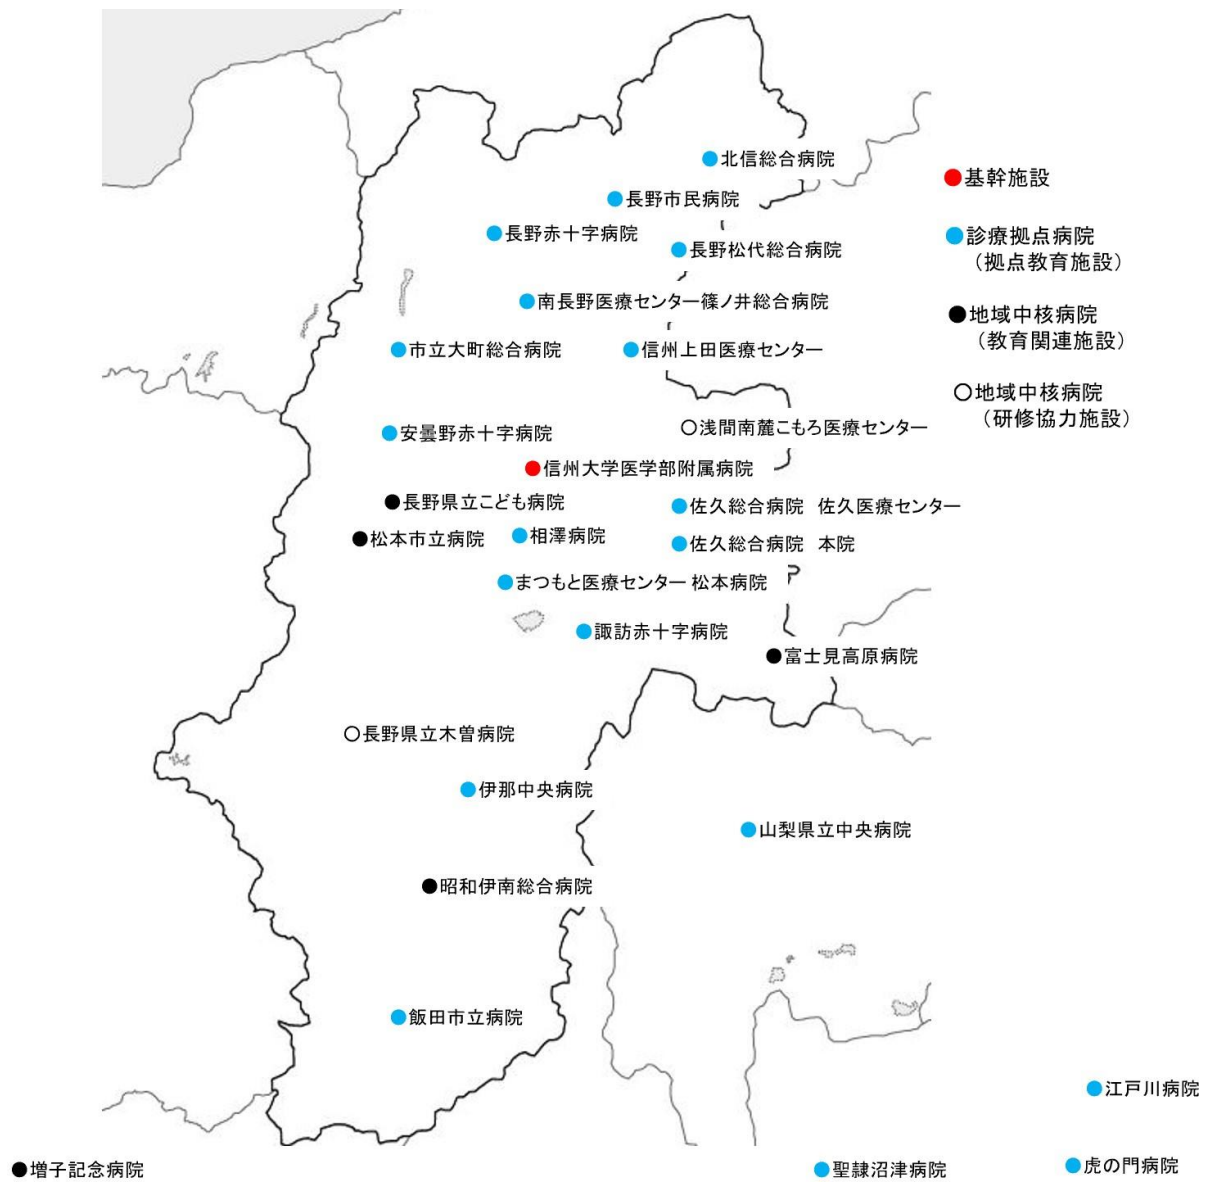 ●北信総合病院
●基幹施設
●長野市民病院
●長野赤十字病院
●診療拠点病院
（拠点教育施設）
●長野松代総合病院
●南長野医療センター篠ノ井総合病院
●地域中核病院
（教育関連施設）
●市立大町総合病院
●信州上田医療センター
○地域中核病院
（研修協力施設）
○浅間南麓こもろ医療センター
●安曇野赤十字病院
●信州大学医学部附属病院
●長野県立こども病院
●佐久総合病院　佐久医療センター
●松本市立病院
●相澤病院
●佐久総合病院　本院
●まつもと医療センター 松本病院
●諏訪赤十字病院
●富士見高原病院
○長野県立木曽病院
●伊那中央病院
●山梨県立中央病院
●昭和伊南総合病院
●飯田市立病院
●江戸川病院
●増子記念病院
●聖隷沼津病院
●虎の門病院